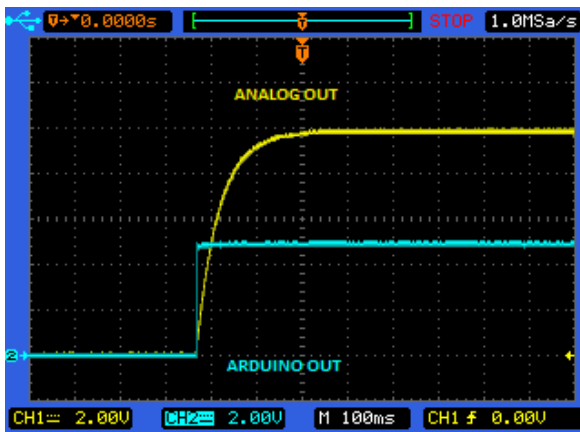 T→▼0.0000s T STOP 1.0MSa/s
T
ANALOG OUT
2
ARDUINO OUT
CH1 2.00V CH2 2.00V M 100ms CH1 0.00V